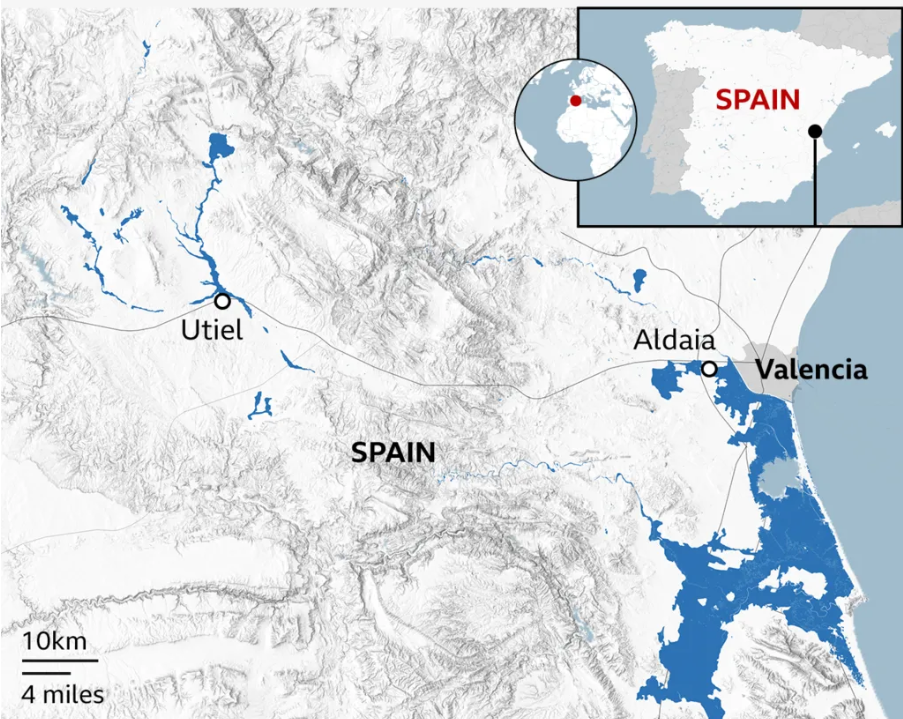 SPAIN
Utiel
Aldaia
Valencia
SPAIN
10km
4 miles